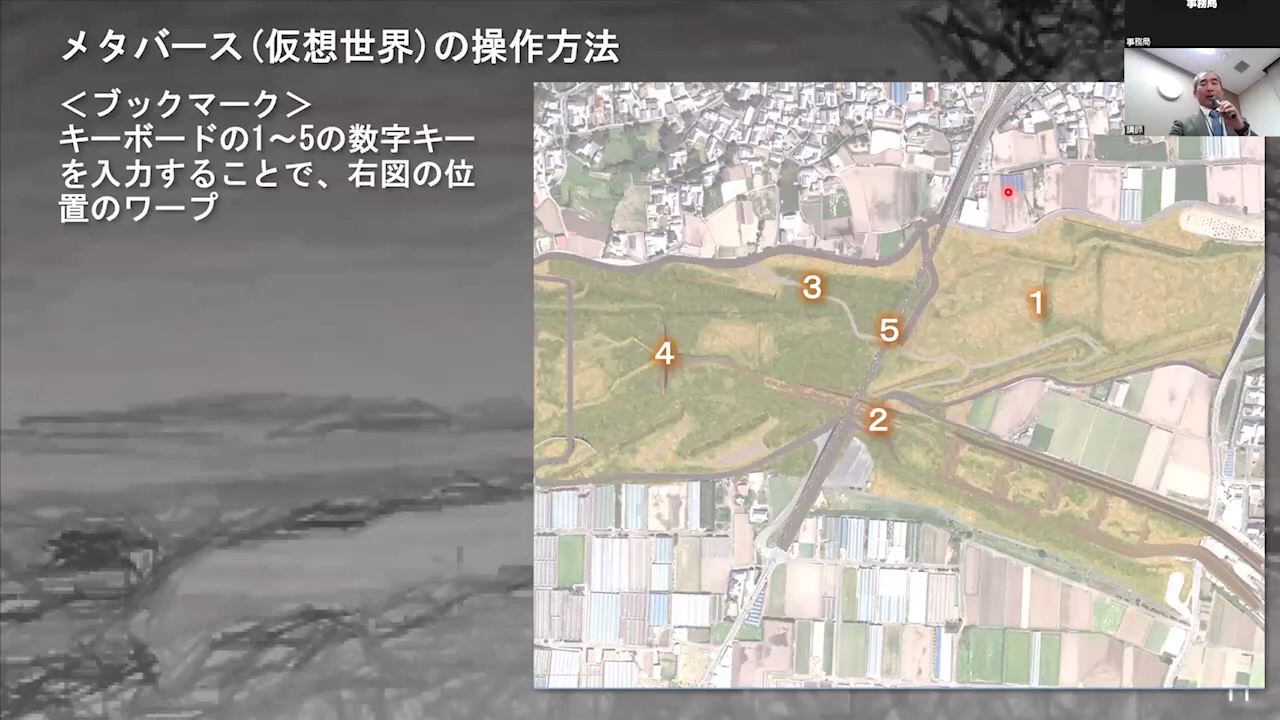 メタバース(仮想世界)の操作方法
＜ブックマーク＞
キーボードの1～5の数字キー
を入力することで、右図の位
置のワープ
事務局
事務局
講師
3
1
5
4
2